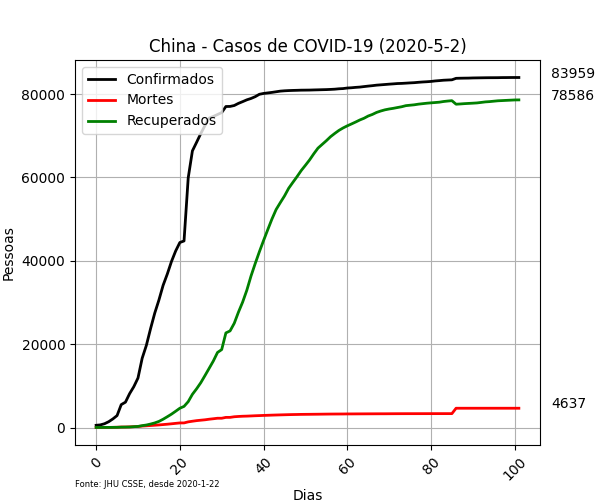 China - Casos de COVID-19 (2020-5-2)
Confirmados
Mortes
Recuperados
83959
78586
4637
Pessoas
80000
60000
40000
20000
0
0
20
40
60
80
100
Dias
Fonte: JHU CSSE, desde 2020-1-22